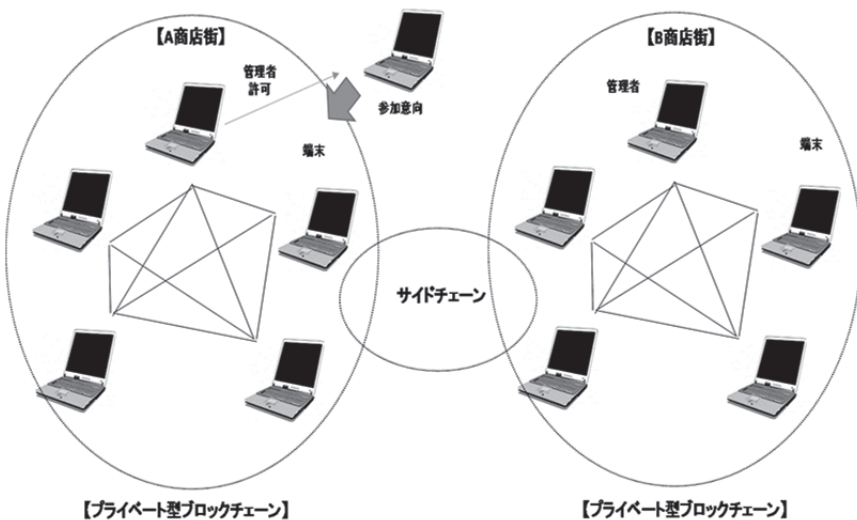 【A商店街】
管理者
許可
参加意向
端末
【B商店街】
管理者
端末
サイドチェーン
【プライベート型ブロックチェーン】
【プライベート型ブロックチェーン】